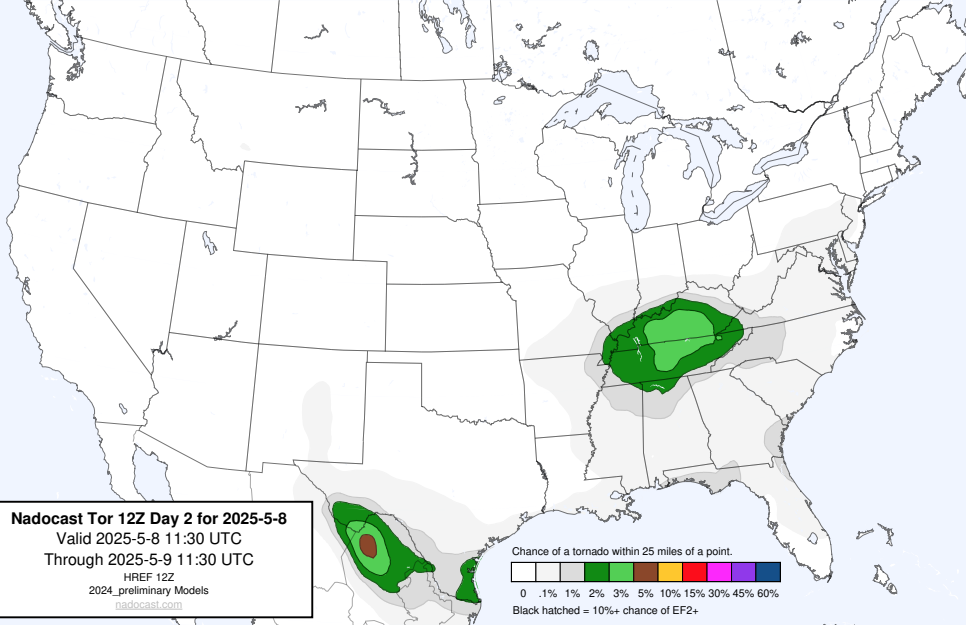 Nadocast Tor 12Z Day 2 for 2025-5-8
Valid 2025-5-8 11:30 UTC
Through 2025-5-9 11:30 UTC
HREF 12Z
2024_preliminary Models
nadocast.com
Chance of a tornado within 25 miles of a point.
0 .1% 1% 2% 3% 5% 10% 15% 30% 45% 60%
Black hatched = 10%+ chance of EF2+